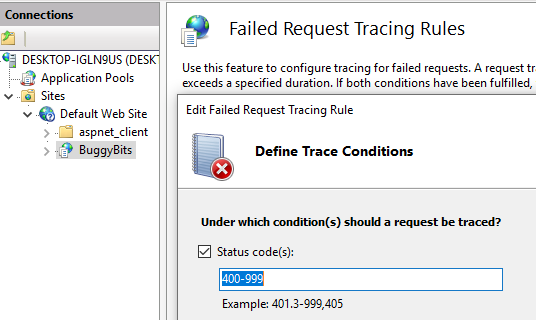 Connections
DESKTOP-IGLN9US (DESKT
Application Pools
Sites
Default Web Site
aspnet_client
BuggyBits
Failed Request Tracing Rules
Use this feature to configure tracing for failed requests. A request tra
exceeds a specified duration. If both conditions have been fulfilled,
Edit Failed Request Tracing Rule
Define Trace Conditions
Under which condition(s) should a request be traced?
Status code(s):
400-999
Example: 401.3-999,405